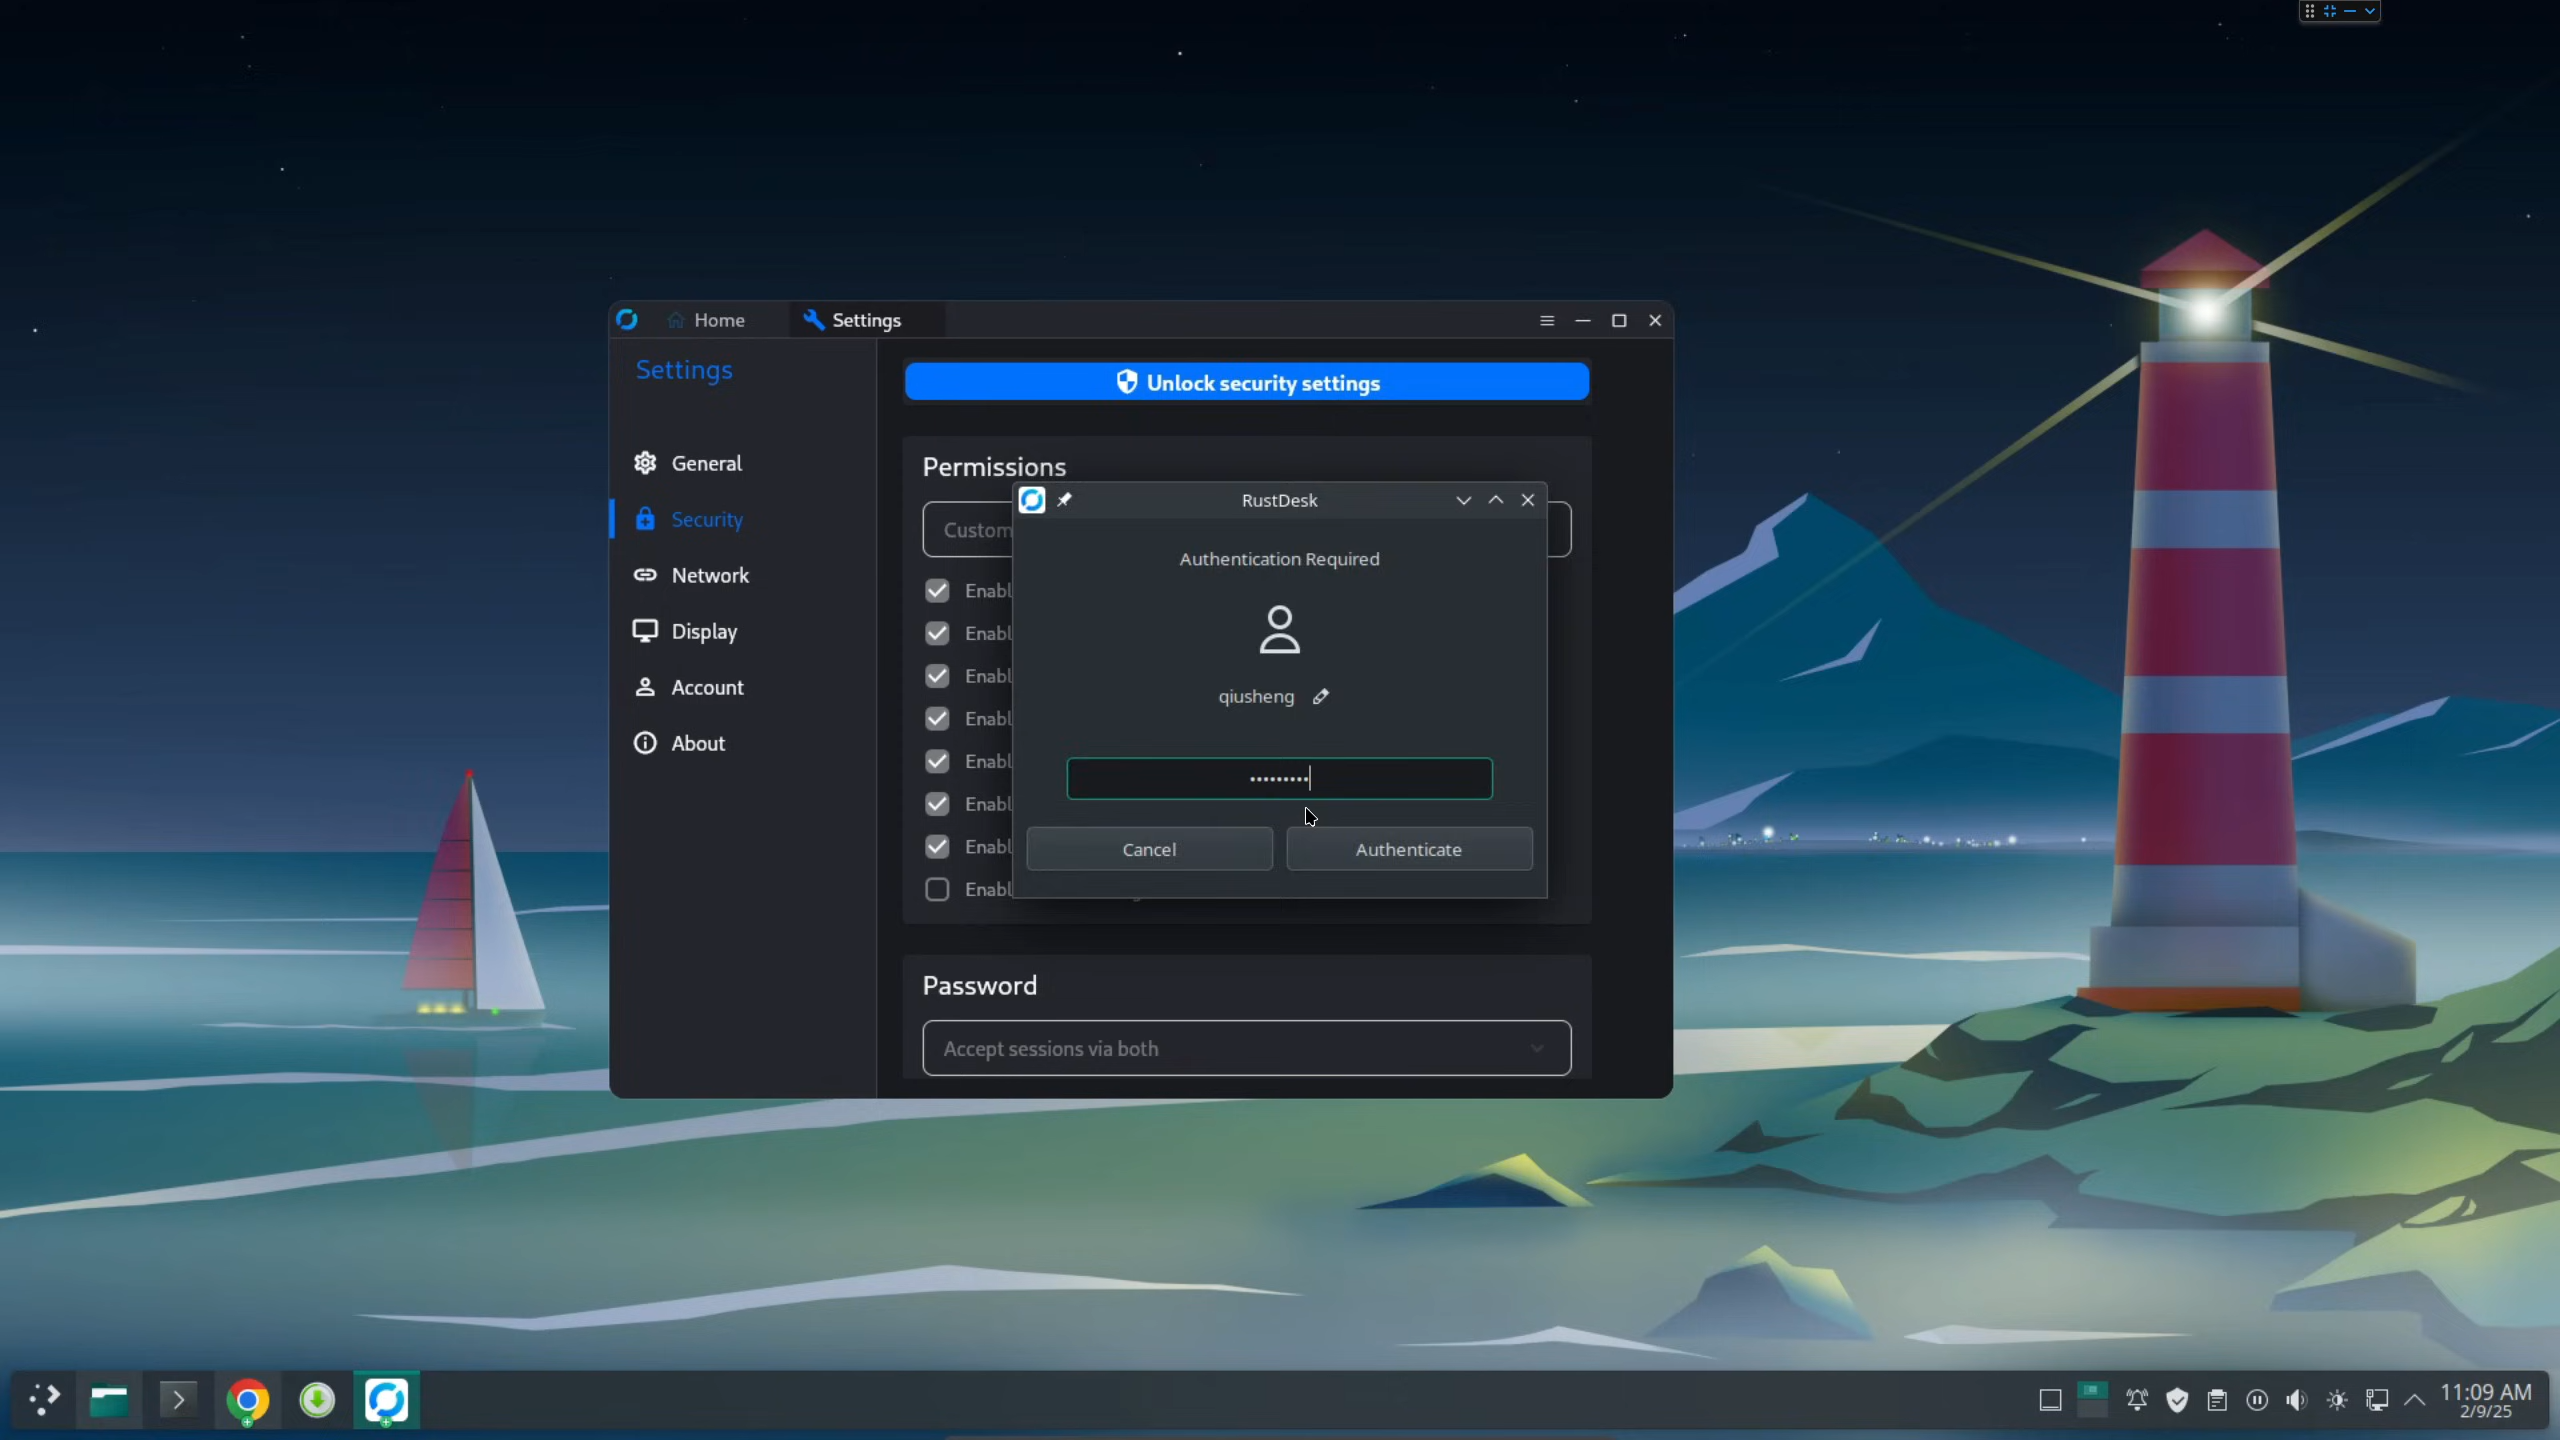 Home
Settings
Settings
Unlock security settings
General
Security
Network
Display
Account
About
Permissions
Custom
Enabl
Enabl
Enabl
Enabl
Enabl
Enabl
Enabl
Enabl
RustDesk
Authentication Required
qiusheng
Cancel
Authenticate
Password
Accept sessions via both
11:09 AM
2/9/25